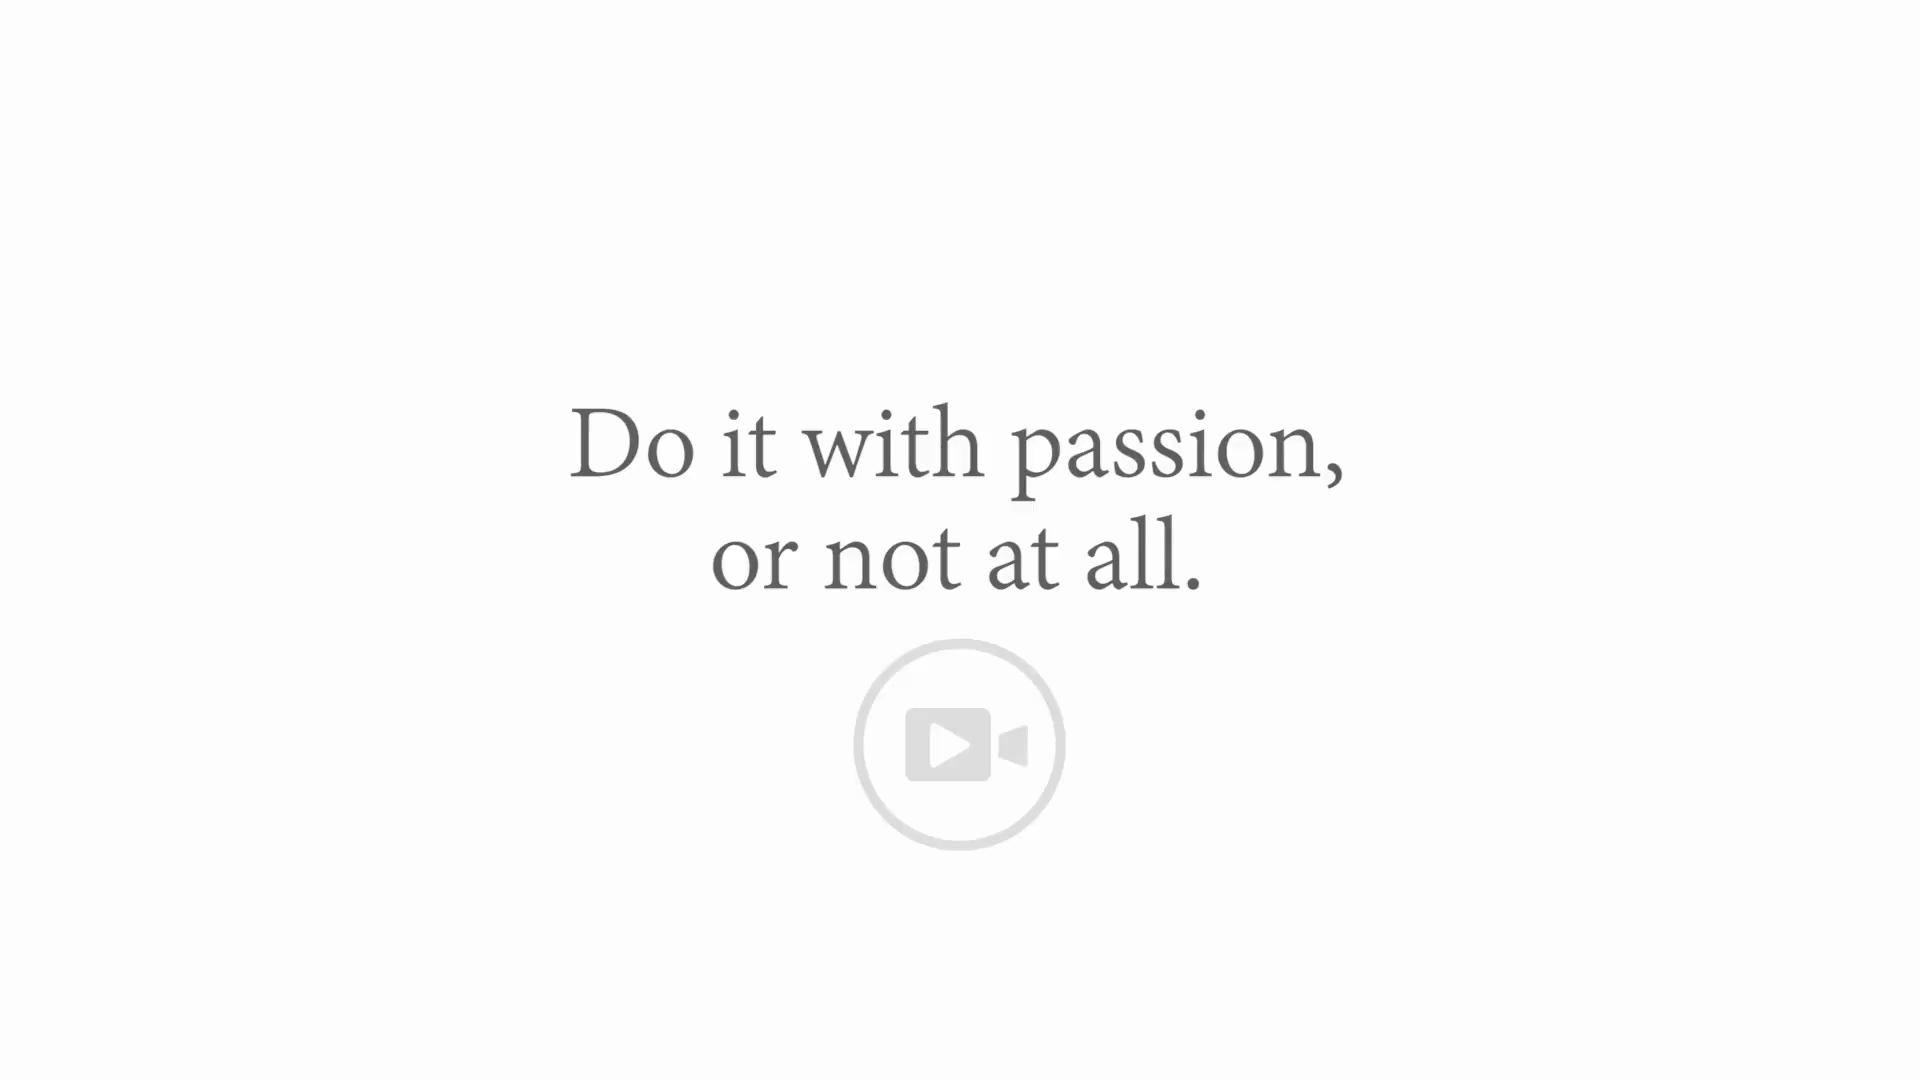 Do it with passion,
or not at all.